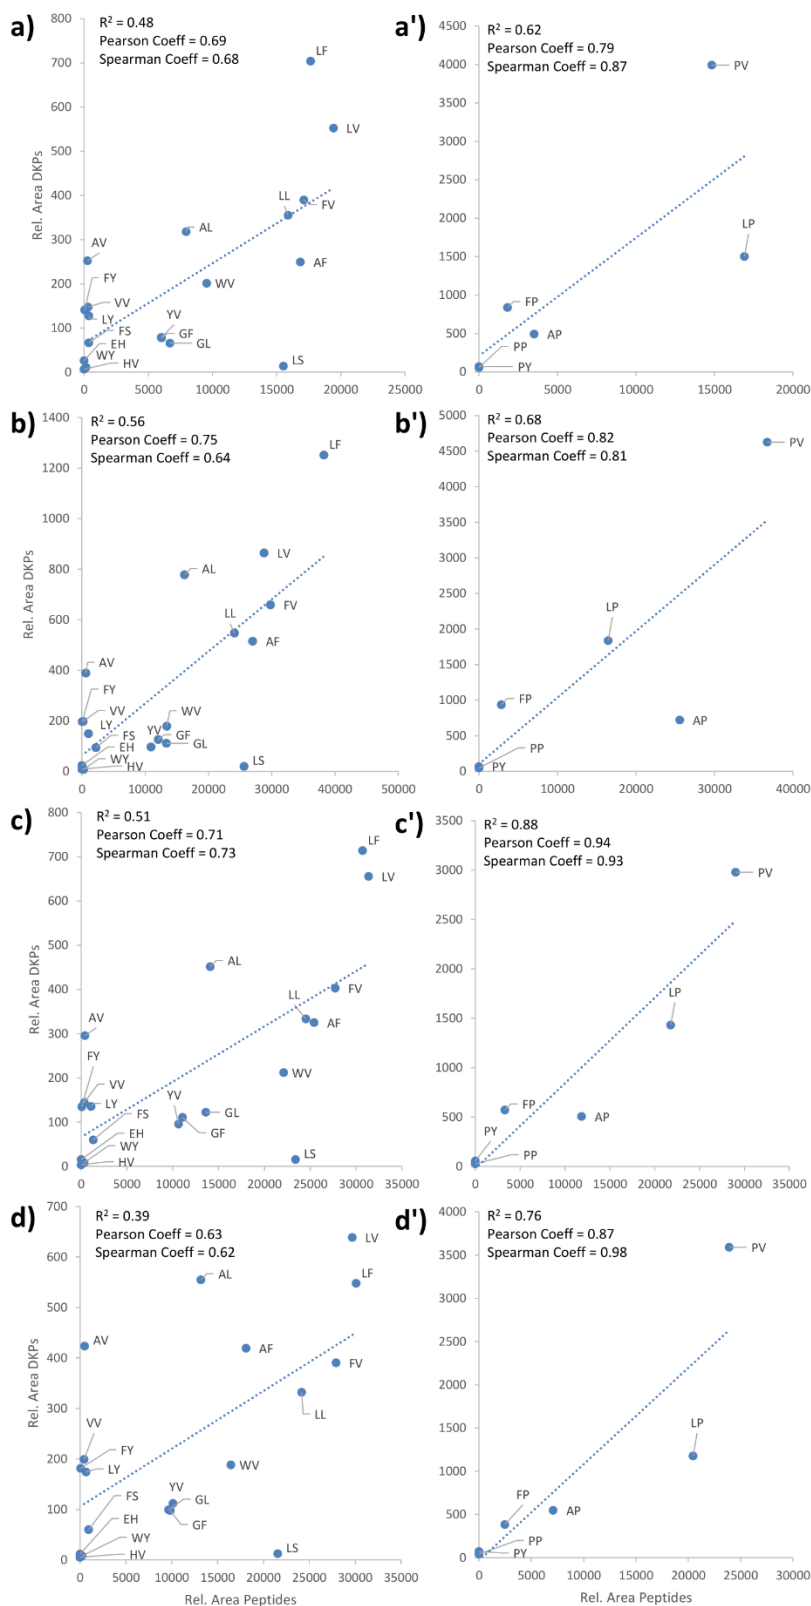 a)
R² = 0.48
Pearson Coeff = 0.69
Spearman Coeff = 0.68
Rel. Area DKPs
800
700
600
500
400
300
200
100
0
0 5000 10000 15000 20000 25000
LF
LV
LL
FV
AL
AF
AV
WV
FY
VV
LY
YV
GF
GL
FS
EH
WY
HV
LS
a')
R² = 0.62
Pearson Coeff = 0.79
Spearman Coeff = 0.87
4500
4000
3500
3000
2500
2000
1500
1000
500
0
0 5000 10000 15000 20000
PV
LP
FP
AP
PP
PY
b)
R² = 0.56
Pearson Coeff = 0.75
Spearman Coeff = 0.64
Rel. Area DKPs
1400
1200
1000
800
600
400
200
0
0 10000 20000 30000 40000 50000
LF
LV
AL
FV
LL
AF
AV
FY
VV
WV
LY
YV
GF
GL
FS
EH
WY
HV
LS
b')
R² = 0.68
Pearson Coeff = 0.82
Spearman Coeff = 0.81
5000
4500
4000
3500
3000
2500
2000
1500
1000
500
0
0 10000 20000 30000 40000
PV
LP
FP
AP
PP
PY
c)
R² = 0.51
Pearson Coeff = 0.71
Spearman Coeff = 0.73
Rel. Area DKPs
800
700
600
500
400
300
200
100
0
0 5000 10000 15000 20000 25000 30000 35000
LF
LV
AL
FV
LL
AF
AV
WV
FY
VV
LY
YV
GL
GF
FS
EH
WY
HV
LS
c')
R² = 0.88
Pearson Coeff = 0.94
Spearman Coeff = 0.93
3500
3000
2500
2000
1500
1000
500
0
0 5000 10000 15000 20000 25000 30000 35000
PV
LP
FP
AP
PY
PP
d)
R² = 0.39
Pearson Coeff = 0.63
Spearman Coeff = 0.62
Rel. Area DKPs
700
600
500
400
300
200
100
0
0 5000 10000 15000 20000 25000 30000 35000
Rel. Area Peptides
LV
LF
AL
AV
AF
FV
LL
VV
FY
LY
WV
YV
GL
GF
FS
EH
WY
HV
LS
d')
R² = 0.76
Pearson Coeff = 0.87
Spearman Coeff = 0.98
4000
3500
3000
2500
2000
1500
1000
500
0
0 5000 10000 15000 20000 25000 30000
Rel. Area Peptides
PV
LP
FP
AP
PP
PY